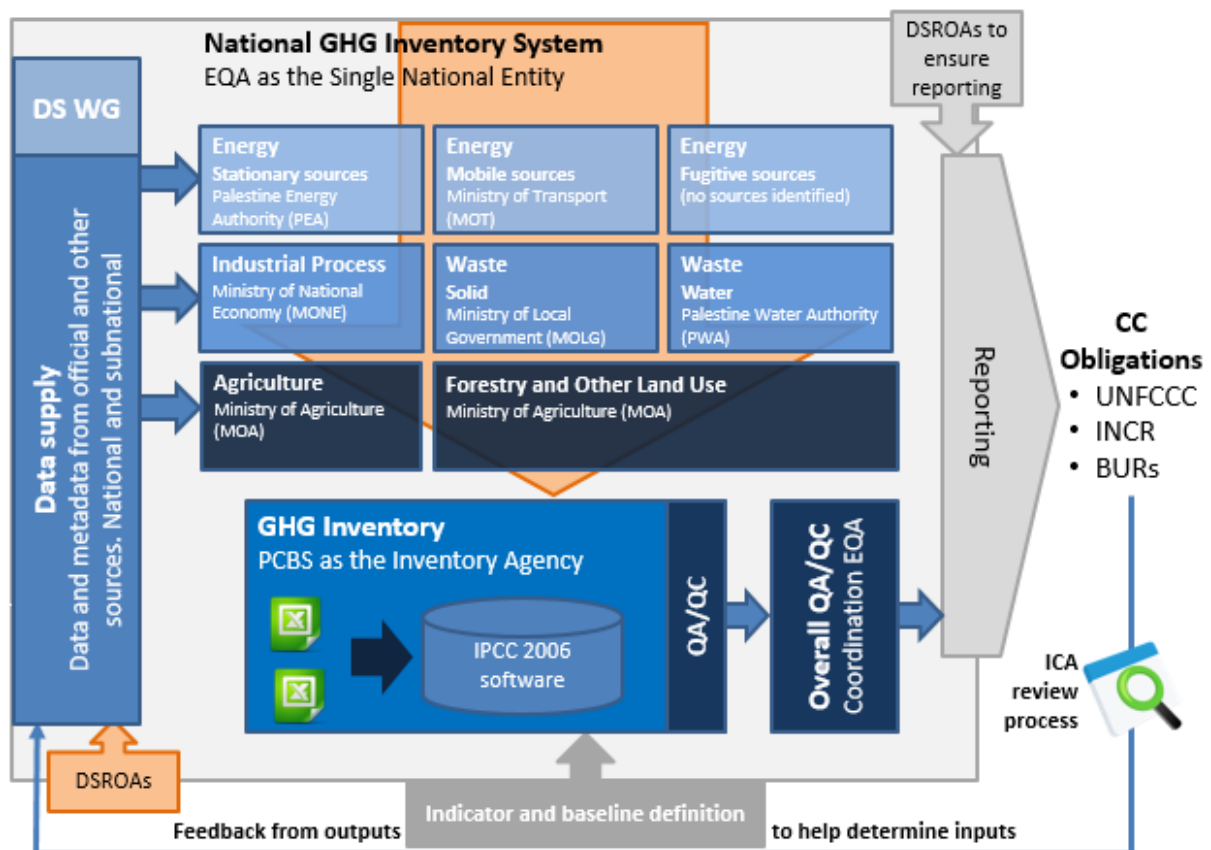 National GHG Inventory System
EQA as the Single National Entity
DSROAs to
ensure
reporting
DS WG
Data supply
Data and metadata from official and other
sources. National and subnational
Energy
Stationary sources
Palestine Energy
Authority (PEA)
Energy
Mobile sources
Ministry of Transport
(MOT)
Energy
Fugitive sources
(no sources identified)
Industrial Process
Ministry of National
Economy (MONE)
Waste
Solid
Ministry of Local
Government (MOLG)
Waste
Water
Palestine Water Authority
(PWA)
Agriculture
Ministry of Agriculture
(MOA)
Forestry and Other Land Use
Ministry of Agriculture (MOA)
GHG Inventory
PCBS as the Inventory Agency
IPCC 2006
software
QA/QC
Overall QA/QC
Coordination EQA
Reporting
CC
Obligations
• UNFCCC
• INCR
• BURs
ICA
review
process
DSROAs
Indicator and baseline definition
Feedback from outputs
to help determine inputs